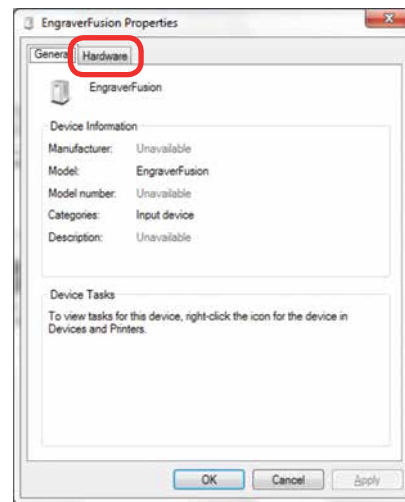 EngraverFusion Properties
General Hardware
EngraverFusion
Device Information
Manufacturer: Unavailable
Model: EngraverFusion
Model number: Unavailable
Categories: Input device
Description: Unavailable
Device Tasks
To view tasks for this device, right-click the icon for the device in
Devices and Printers.
OK Cancel Apply